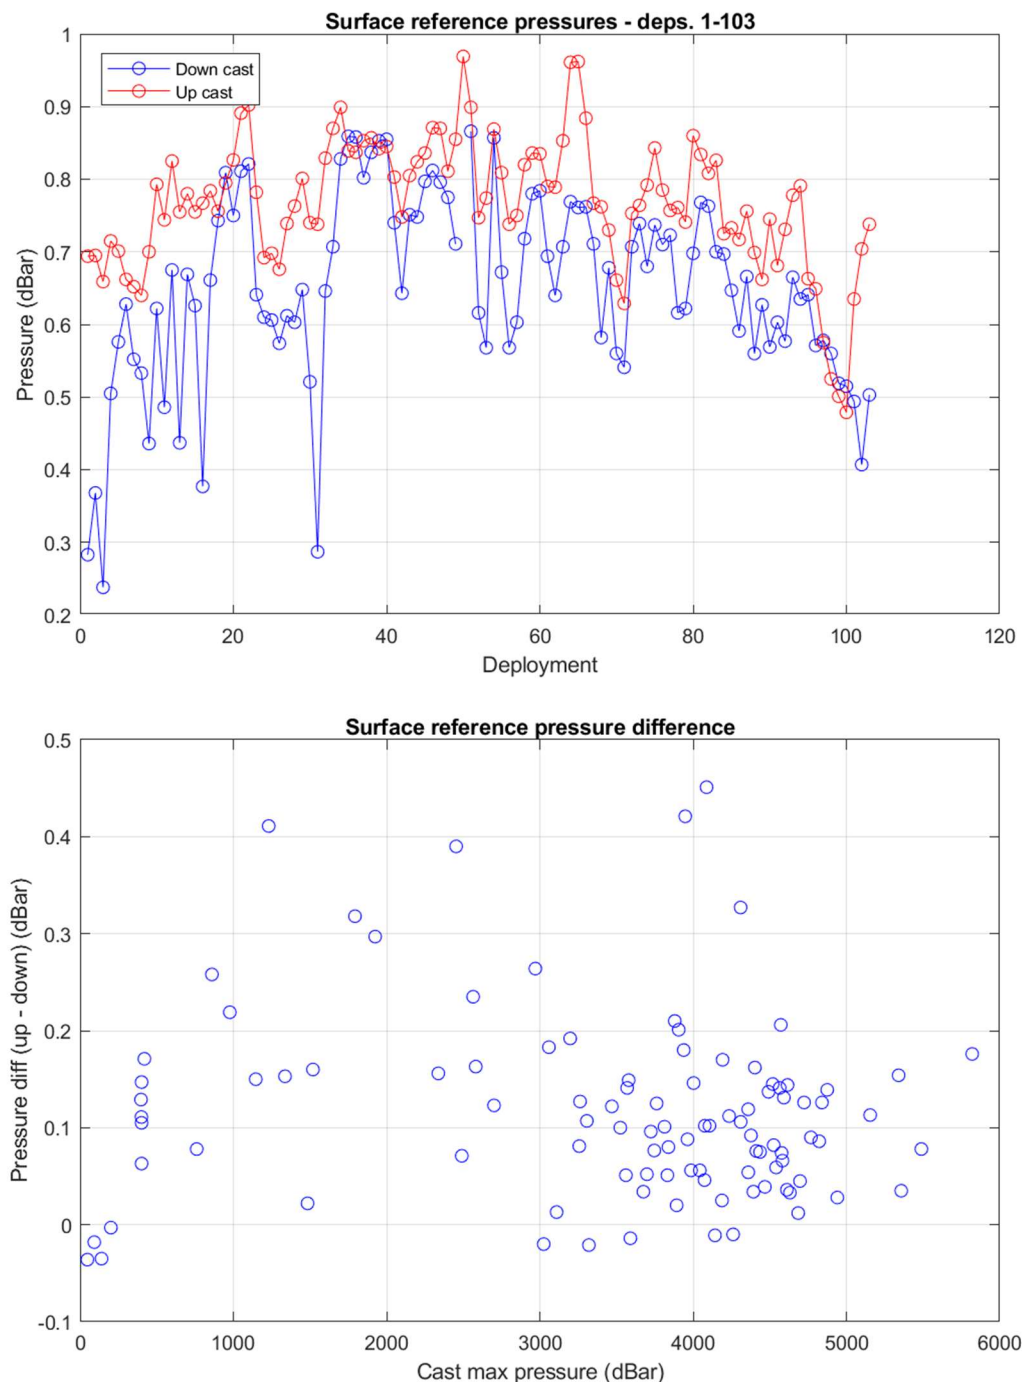 Surface reference pressures - deps. 1-103
Pressure (dBar)
1
0.9
0.8
0.7
0.6
0.5
0.4
0.3
0.2
Down cast
Up cast
0 20 40 60 80 100 120
Deployment
Surface reference pressure difference
Pressure diff (up - down) (dBar)
0.5
0.4
0.3
0.2
0.1
0
-0.1
0 1000 2000 3000 4000 5000 6000
Cast max pressure (dBar)